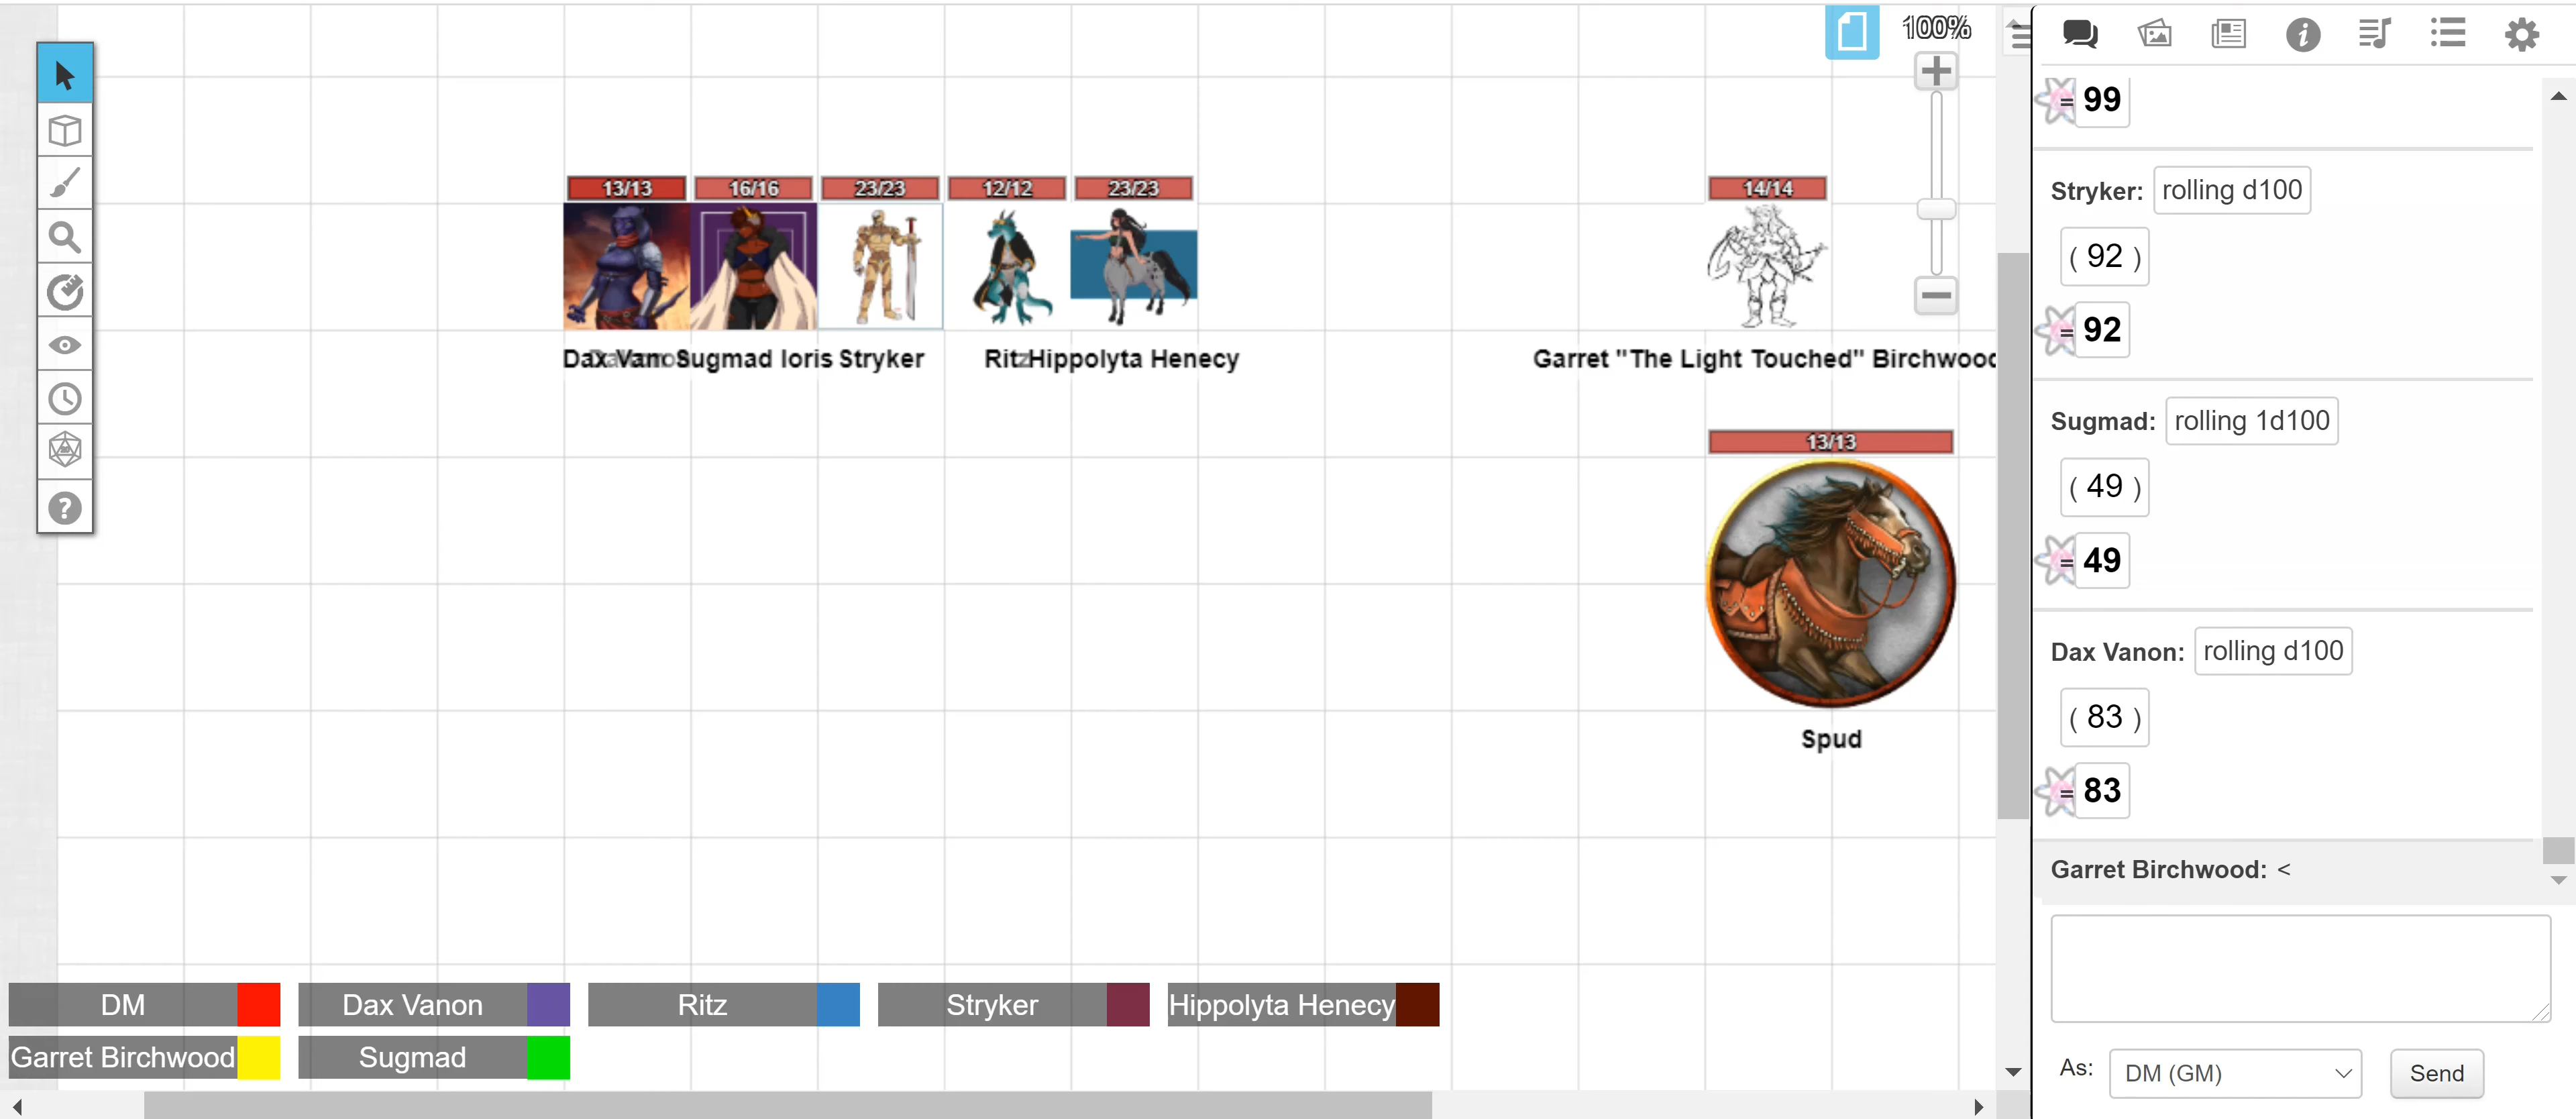 100%
13/13 16/16 23/23 12/12 23/23 14/14
Dax Vanon Sugmad Ioris Stryker Ritz Hippolyta Henecy Garret "The Light Touched" Birchwood
13/13
Spud
DM Dax Vanon Ritz Stryker Hippolyta Henecy
Garret Birchwood Sugmad
= 99
Stryker: rolling d100
( 92 )
= 92
Sugmad: rolling 1d100
( 49 )
= 49
Dax Vanon: rolling d100
( 83 )
= 83
Garret Birchwood: <
As: DM (GM) Send